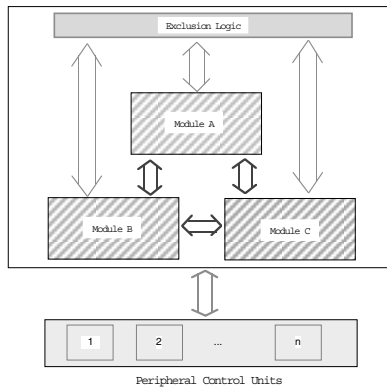 Exclusion Logic
Module A
Module B
Module C
1 2 ... n
Peripheral Control Units